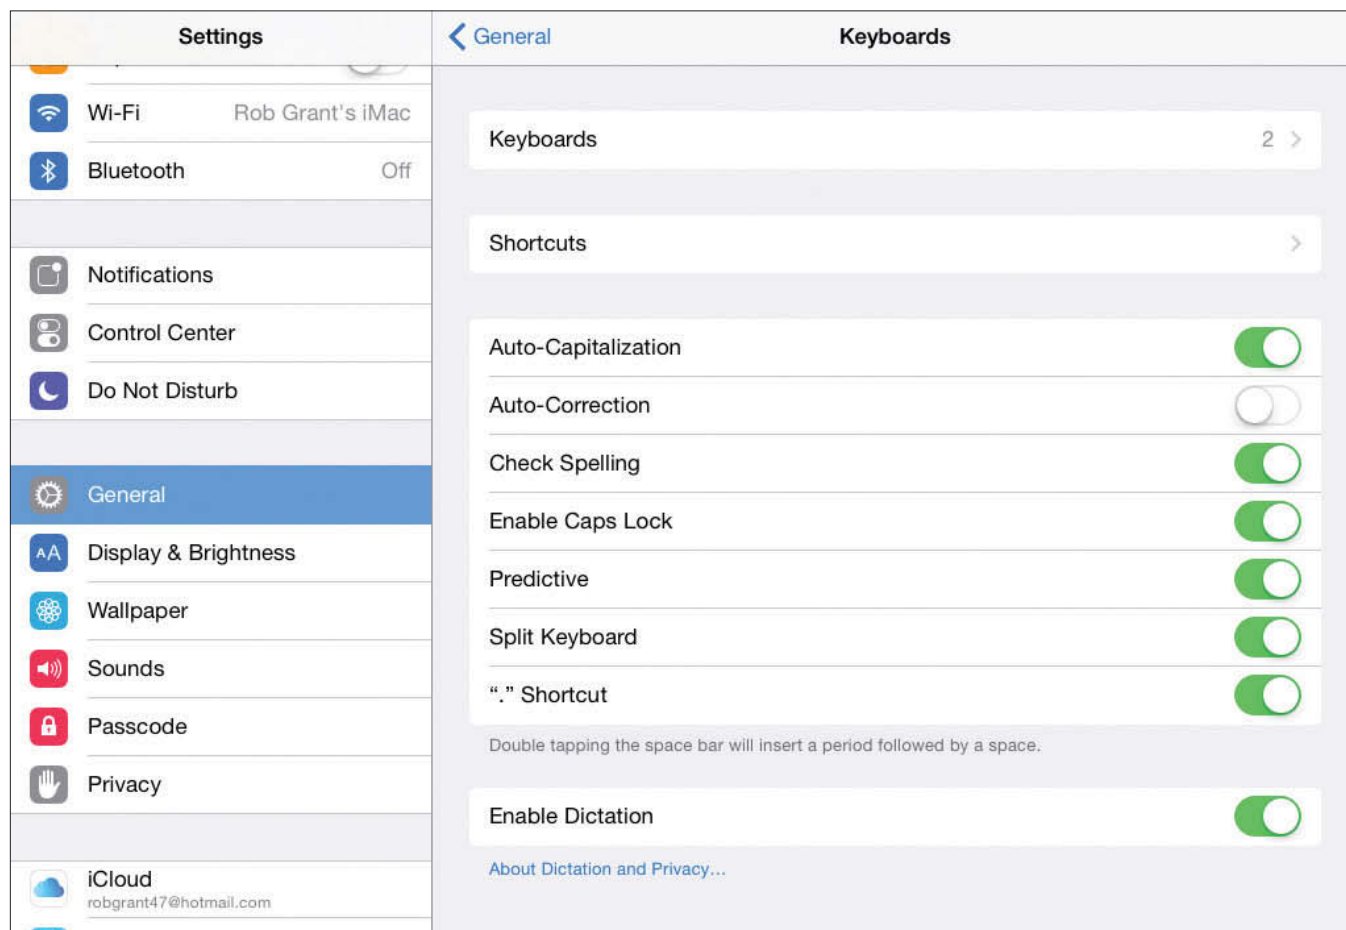 Settings
Wi-Fi Rob Grant's iMac
Bluetooth Off
Notifications
Control Center
Do Not Disturb
General
Display & Brightness
AA
Wallpaper
Sounds
Passcode
Privacy
iCloud
robgrant47@hotmail.com
General
Keyboards
Keyboards 2
Shortcuts
Auto-Capitalization
Auto-Correction
Check Spelling
Enable Caps Lock
Predictive
Split Keyboard
“.” Shortcut
Double tapping the space bar will insert a period followed by a space.
Enable Dictation
About Dictation and Privacy...